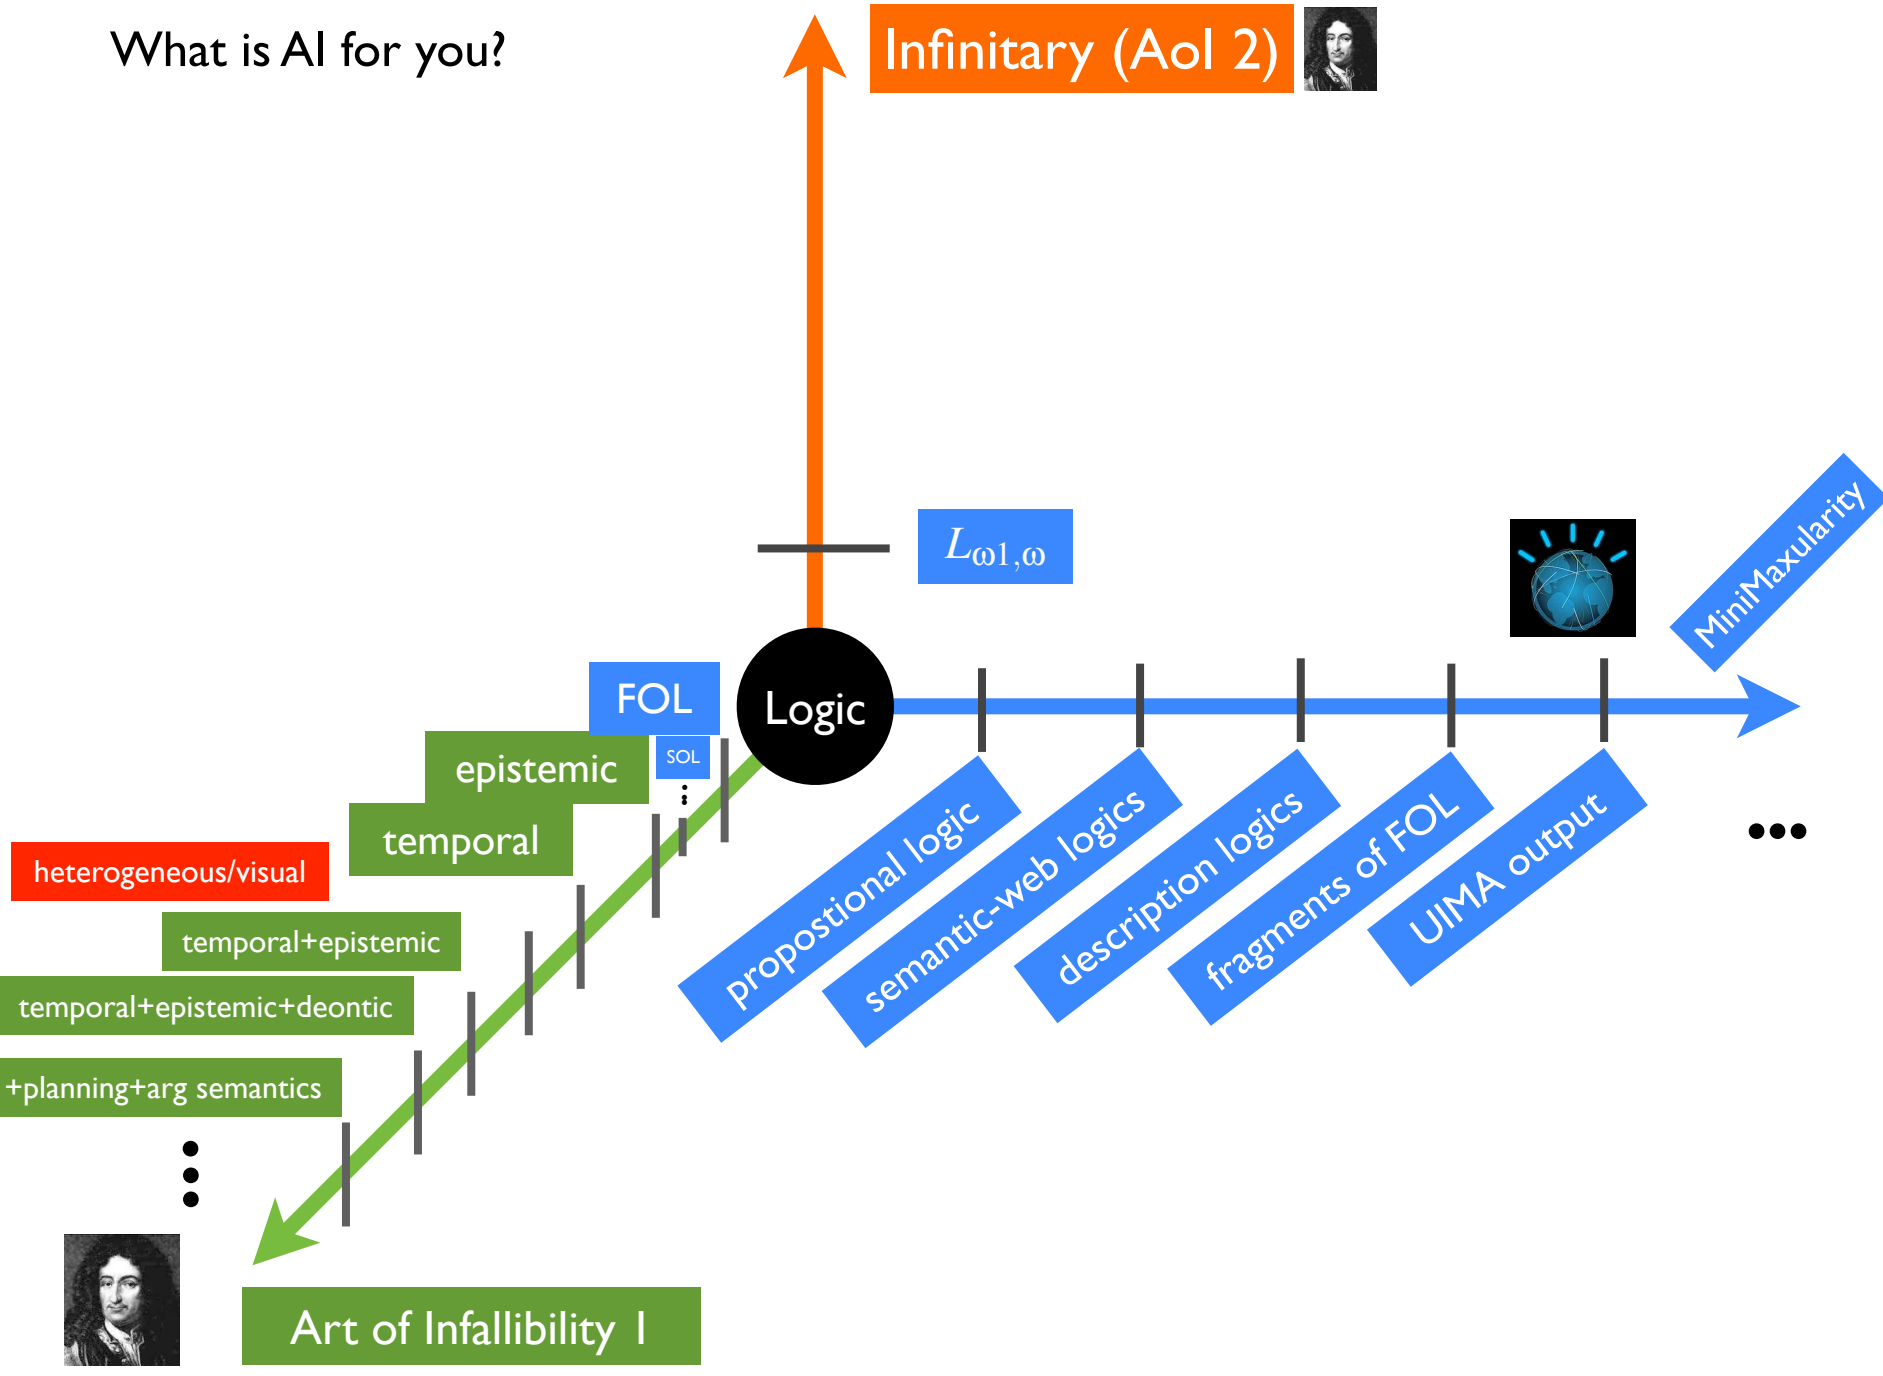 What is AI for you?
Infinitary (AoI 2)
L ω1,ω
MiniMaxularity
FOL
Logic
SOL
epistemic
temporal
heterogeneous/visual
temporal+epistemic
temporal+epistemic+deontic
+planning+arg semantics
propostional logic
semantic-web logics
description logics
fragments of FOL
UIMA output
Art of Infallibility 1